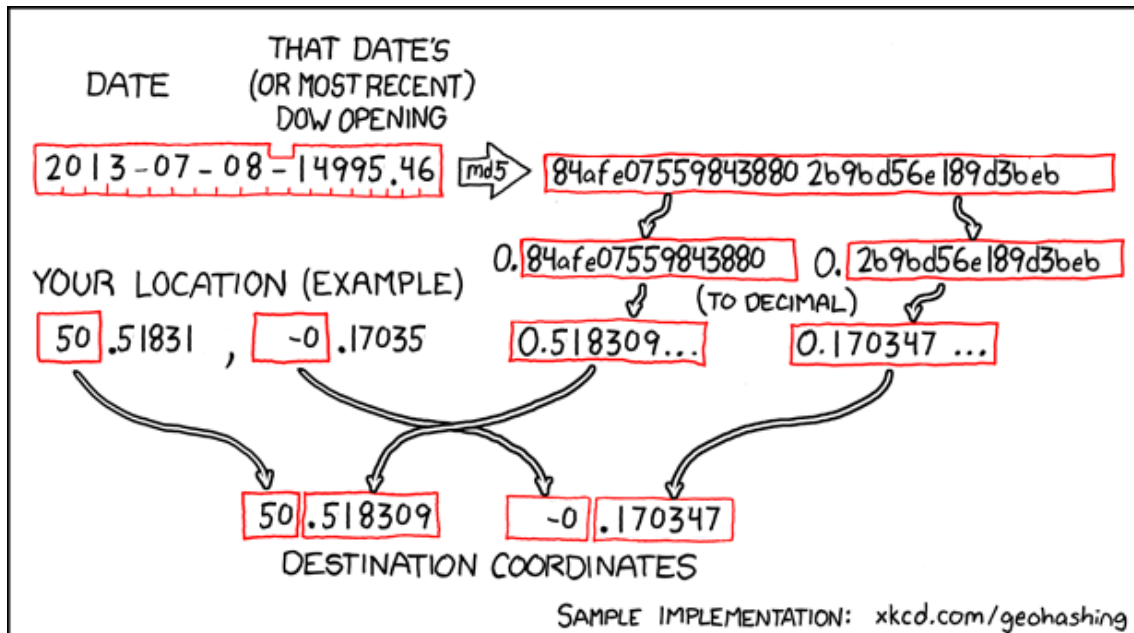 THAT DATE'S
DATE (OR MOST RECENT)
DOW OPENING
2013-07-08-14995.46 md5 84afe07559843880 2b9bd56e189d3beb
0.84afe07559843880 0.2b9bd56e189d3beb
YOUR LOCATION (EXAMPLE) (TO DECIMAL)
50.51831, -0.17035 0.518309... 0.170347 ...
50.518309 -0.170347
DESTINATION COORDINATES
SAMPLE IMPLEMENTATION: xkcd.com/geohashing